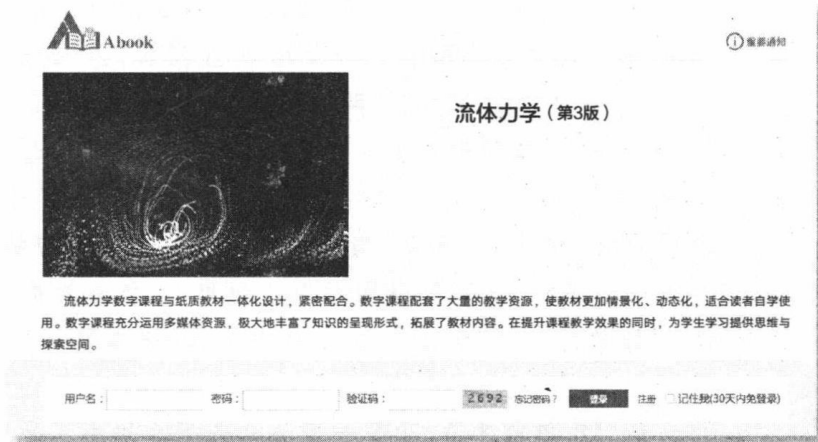 Abook
重要通知
流体力学（第3版）
流体力学数字课程与纸质教材一体化设计，紧密配合。数字课程配套了大量的教学资源，使教材更加情景化、动态化，适合读者自学使
用。数字课程充分运用多媒体资源，极大地丰富了知识的呈现形式，拓展了教材内容。在提升课程教学效果的同时，为学生学习提供思维与
探索空间。
用户名： 密码： 验证码： 2692 忘记密码？ 登录 注册 记住我(30天内免登录)